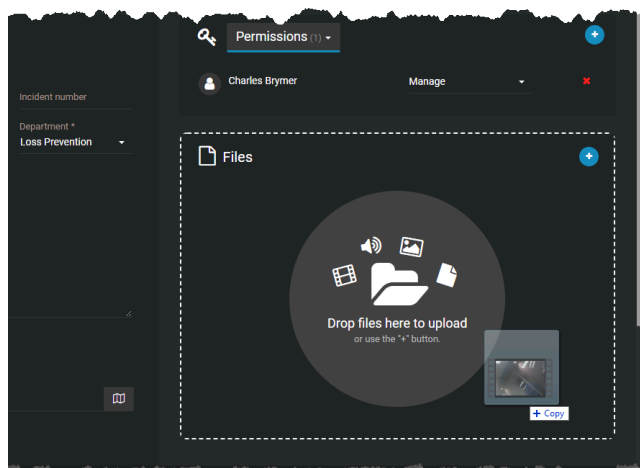 Permissions (1)
Charles Brymer
Manage
Incident number
Department *
Loss Prevention
Files
Drop files here to upload
or use the "+" button.
+ Copy